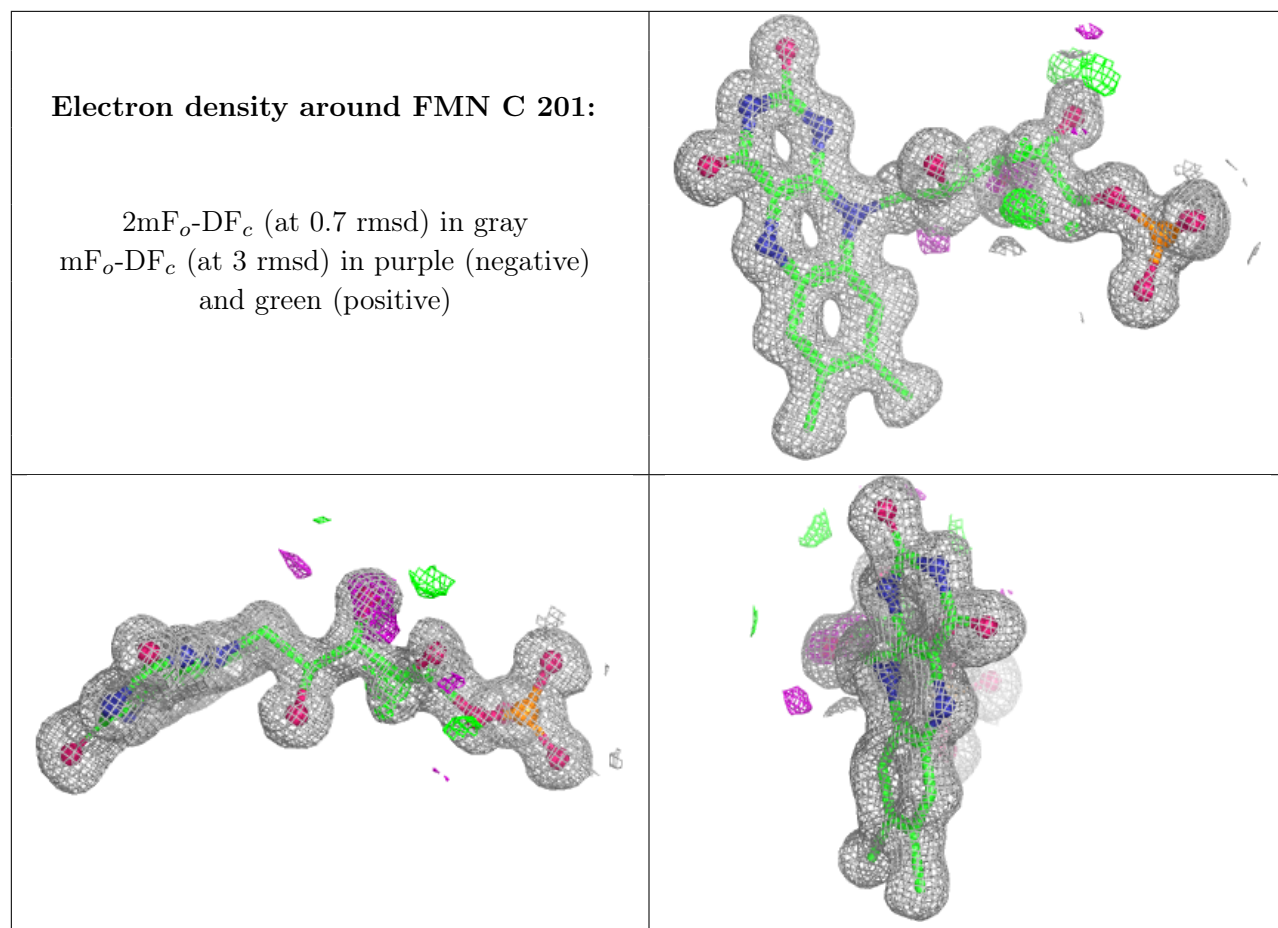 Electron density around FMN C 201:
2mFₒ-DF𝒸 (at 0.7 rmsd) in gray
mFₒ-DF𝒸 (at 3 rmsd) in purple (negative)
and green (positive)